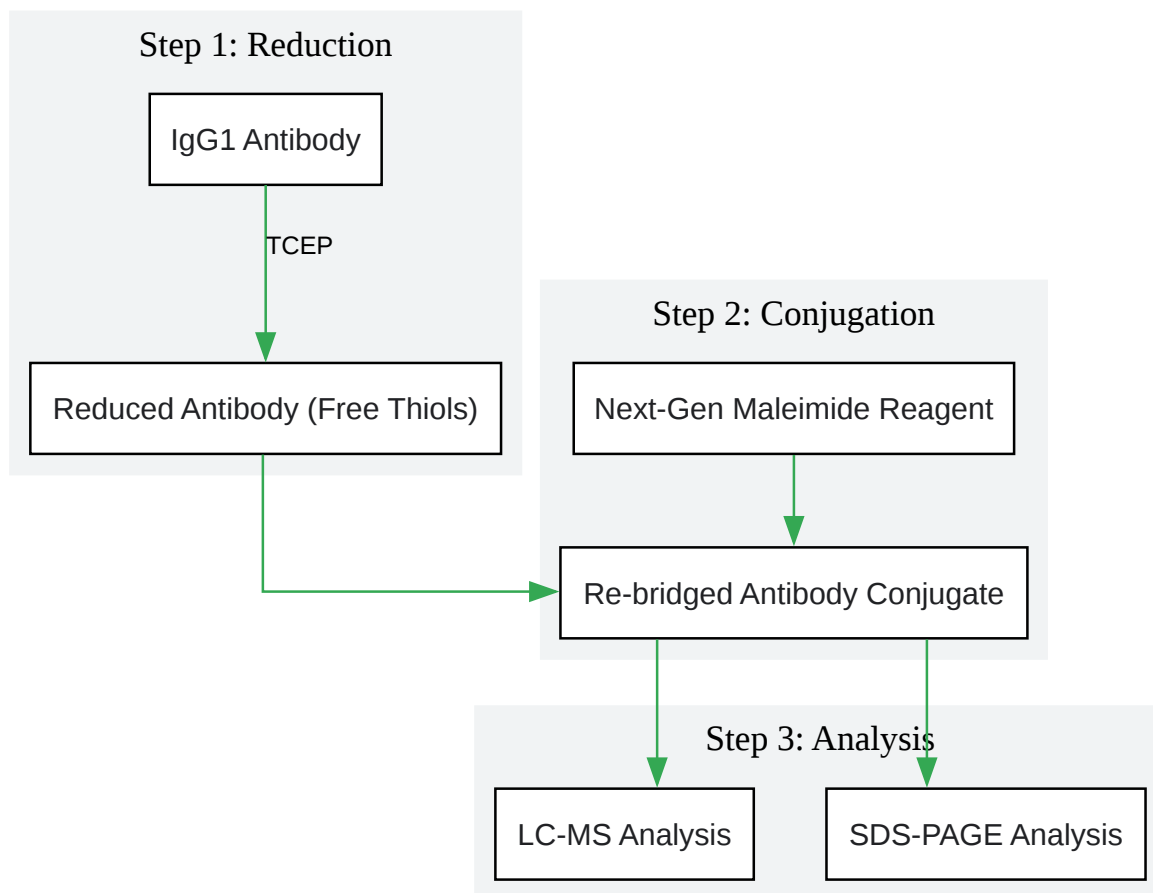 Step 1: Reduction
IgG1 Antibody
TCEP
Reduced Antibody (Free Thiols)
Step 2: Conjugation
Next-Gen Maleimide Reagent
Re-bridged Antibody Conjugate
Step 3: Analysis
LC-MS Analysis
SDS-PAGE Analysis